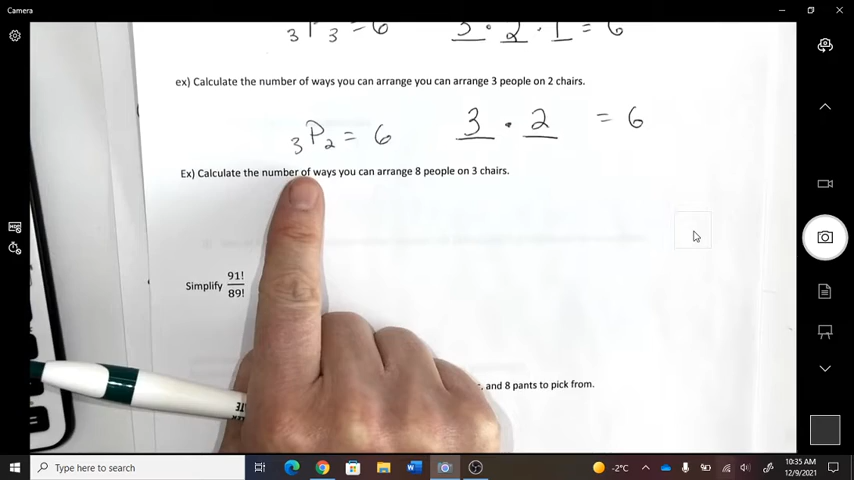 Camera
₃P₃ = 6 3 · 2 · 1 = 6
ex) Calculate the number of ways you can arrange you can arrange 3 people on 2 chairs.
₃P₂ = 6 3 · 2 = 6
Ex) Calculate the number of ways you can arrange 8 people on 3 chairs.
Simplify 91!
89!
, and 8 pants to pick from.
Type here to search
-2°C
10:35 AM
12/9/2021